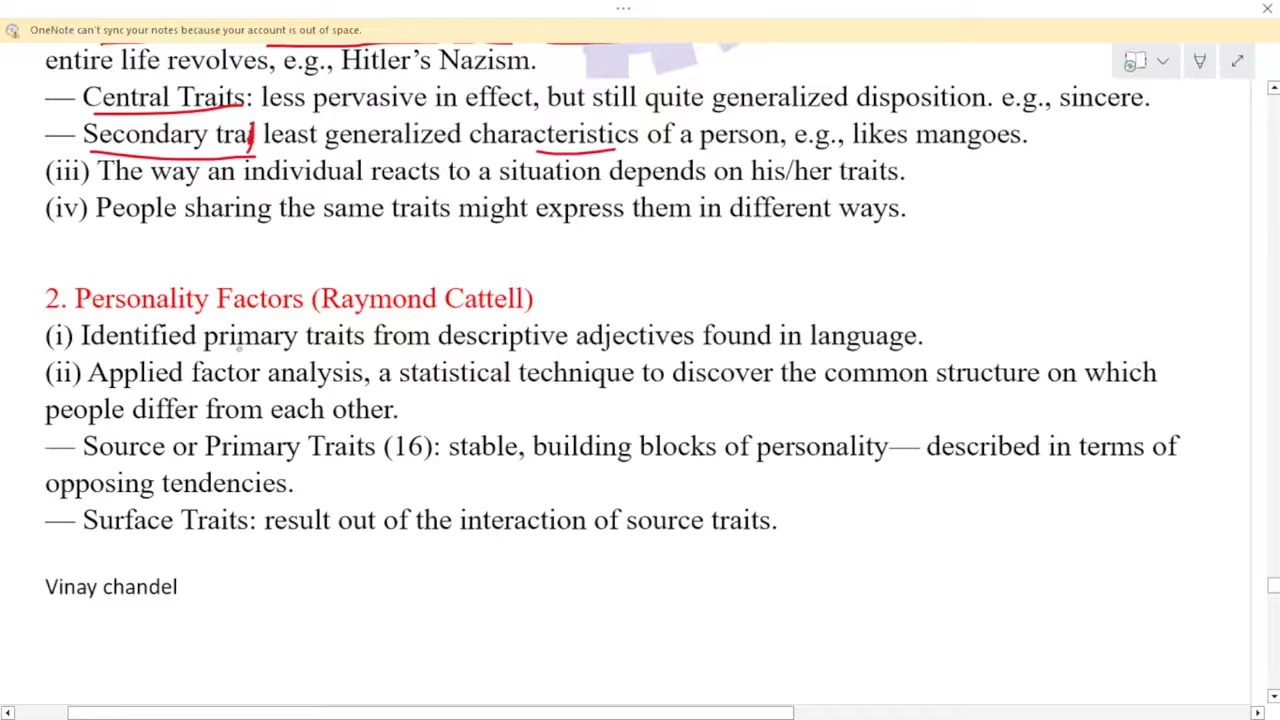 OneNote can't sync your notes because your account is out of space.
entire life revolves, e.g., Hitler's Nazism.
— Central Traits: less pervasive in effect, but still quite generalized disposition. e.g., sincere.
— Secondary trai least generalized characteristics of a person, e.g., likes mangoes.
(iii) The way an individual reacts to a situation depends on his/her traits.
(iv) People sharing the same traits might express them in different ways.
2. Personality Factors (Raymond Cattell)
(i) Identified primary traits from descriptive adjectives found in language.
(ii) Applied factor analysis, a statistical technique to discover the common structure on which
people differ from each other.
— Source or Primary Traits (16): stable, building blocks of personality— described in terms of
opposing tendencies.
— Surface Traits: result out of the interaction of source traits.
Vinay chandel